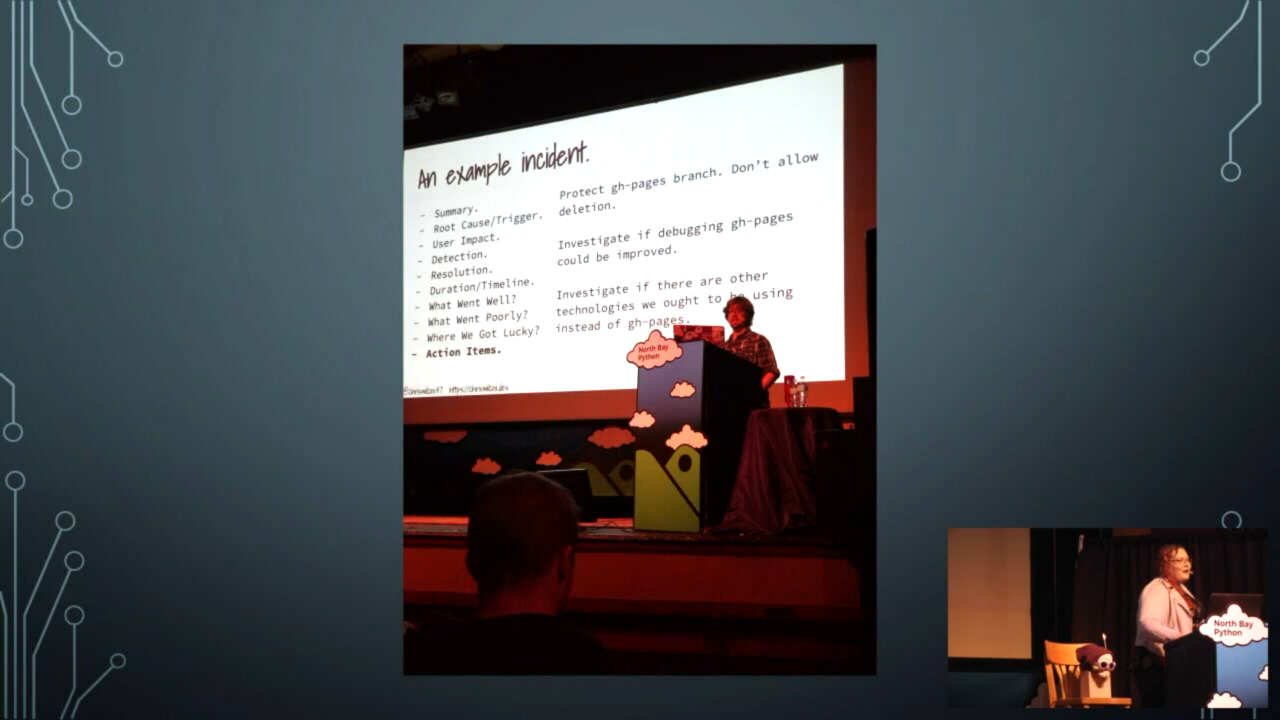 An example incident.
- Summary.
- Root Cause/Trigger.
- User Impact.
- Detection.
- Resolution.
- Duration/Timeline.
- What Went Well?
- What Went Poorly?
- Where We Got Lucky?
- Action Items.
Protect gh-pages branch. Don't allow
deletion.
Investigate if debugging gh-pages
could be improved.
Investigate if there are other
technologies we ought to be using
instead of gh-pages.
North Bay
Python
North Bay
Python